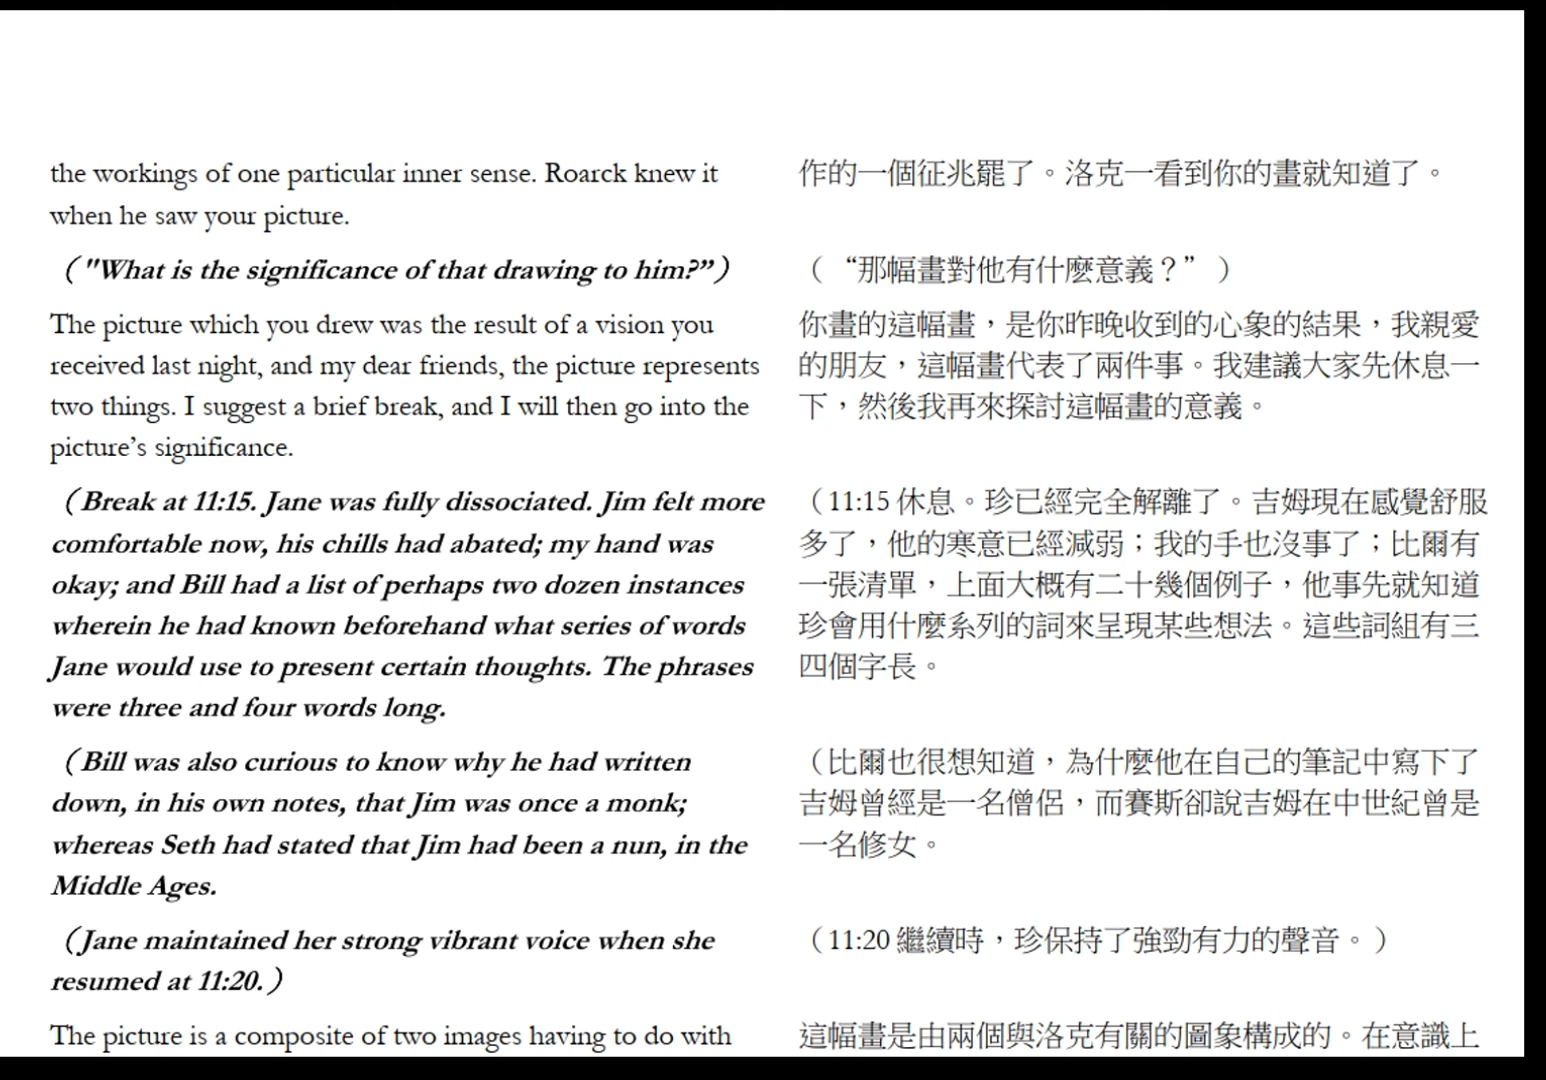 the workings of one particular inner sense. Roarck knew it
when he saw your picture.
（"What is the significance of that drawing to him?”）
The picture which you drew was the result of a vision you
received last night, and my dear friends, the picture represents
two things. I suggest a brief break, and I will then go into the
picture’s significance.
（Break at 11:15. Jane was fully dissociated. Jim felt more
comfortable now, his chills had abated; my hand was
okay; and Bill had a list of perhaps two dozen instances
wherein he had known beforehand what series of words
Jane would use to present certain thoughts. The phrases
were three and four words long.
（Bill was also curious to know why he had written
down, in his own notes, that Jim was once a monk;
whereas Seth had stated that Jim had been a nun, in the
Middle Ages.
（Jane maintained her strong vibrant voice when she
resumed at 11:20.）
The picture is a composite of two images having to do with
作的一個征兆罷了。洛克一看到你的畫就知道了。
（“那幅畫對他有什麽意義？”）
你畫的這幅畫，是你昨晚收到的心象的結果，我親愛
的朋友，這幅畫代表了兩件事。我建議大家先休息一
下，然後我再來探討這幅畫的意義。
（11:15 休息。珍已經完全解離了。吉姆現在感覺舒服
多了，他的寒意已經減弱；我的手也沒事了；比爾有
一張清單，上面大概有二十幾個例子，他事先就知道
珍會用什麼系列的詞來呈現某些想法。這些詞組有三
四個字長。
（比爾也很想知道，為什麼他在自己的筆記中寫下了
吉姆曾經是一名僧侶，而賽斯卻說吉姆在中世紀曾是
一名修女。
（11:20 繼續時，珍保持了強勁有力的聲音。）
這幅畫是由兩個與洛克有關的圖象構成的。在意識上